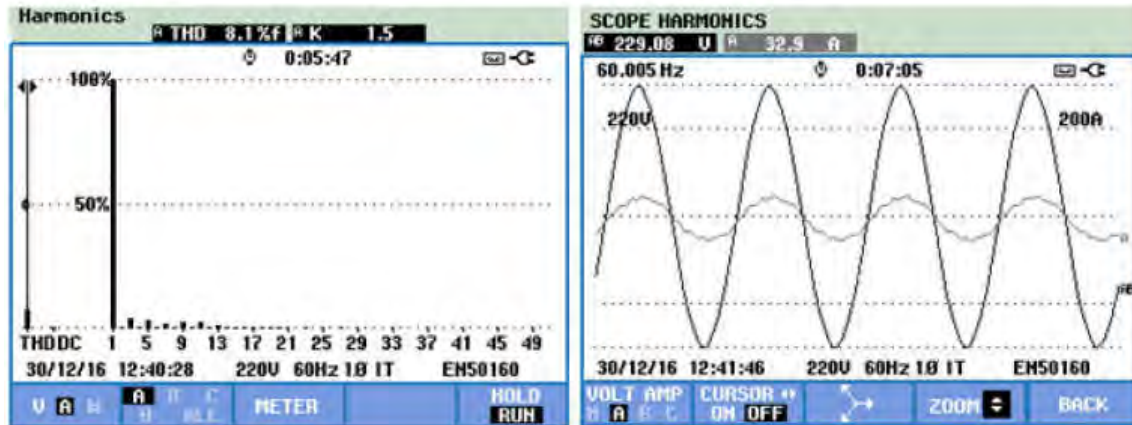 Harmonics
A THD 8.1%f A K 1.5
0:05:47
100%
50%
THD DC 1 5 9 13 17 21 25 29 33 37 41 45 49
30/12/16 12:40:28 220V 60Hz 1Ø IT EN50160
V A W A B C METER HOLD
N ALL RUN
SCOPE HARMONICS
AB 229.08 V A 32.9 A
60.005 Hz 0:07:05
220V 200A
A
AB
30/12/16 12:41:46 220V 60Hz 1Ø IT EN50160
VOLT AMP CURSOR ZOOM BACK
N A B C ON OFF